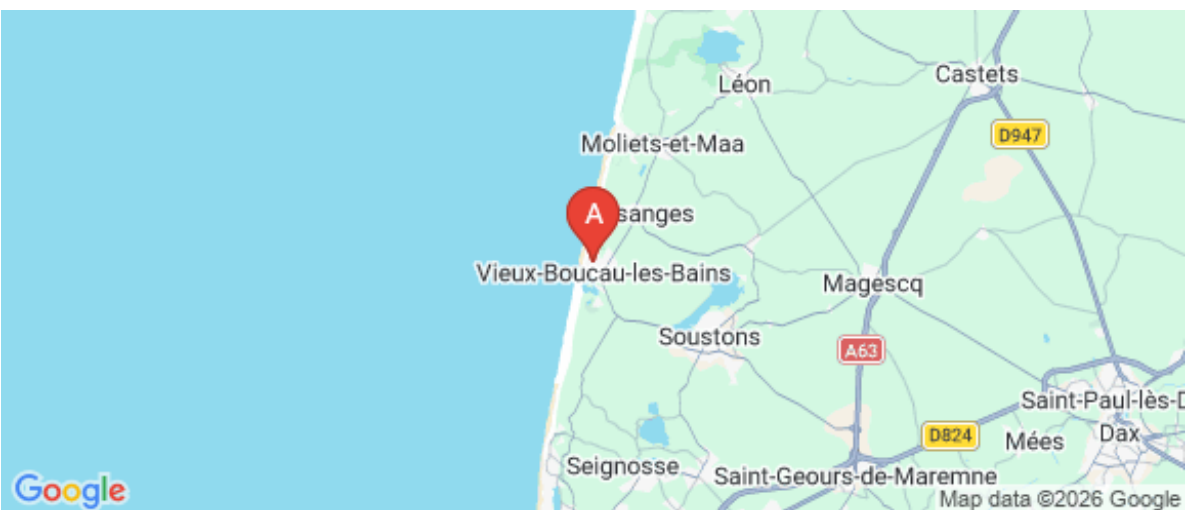 Castets
Léon
D947
Moliets-et-Maa
A
sanges
Vieux-Boucau-les-Bains
Magescq
Soustons
A63
Saint-Paul-lès-D
D824
Mées
Dax
Seignosse
Saint-Geours-de-Maremne
Google
Map data ©2026 Google